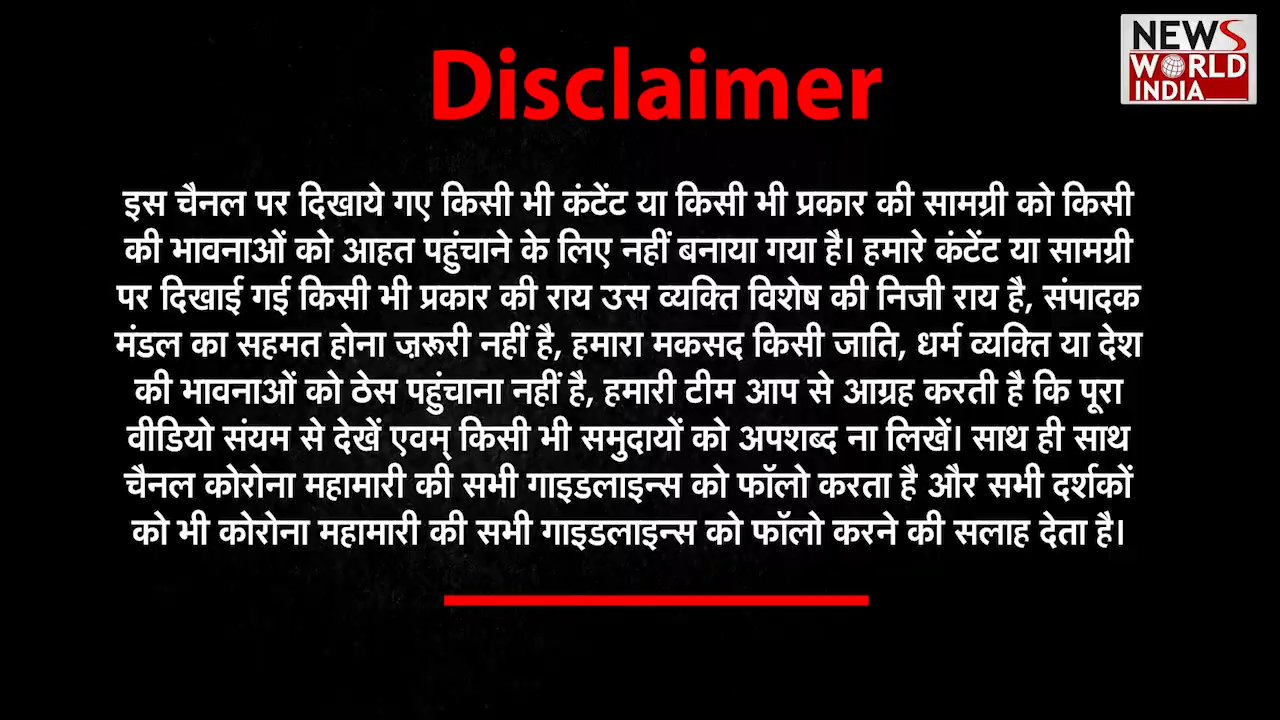 Disclaimer
NEWS
WORLD
INDIA
इस चैनल पर दिखाये गए किसी भी कंटेंट या किसी भी प्रकार की सामग्री को किसी
की भावनाओं को आहत पहुंचाने के लिए नहीं बनाया गया है। हमारे कंटेंट या सामग्री
पर दिखाई गई किसी भी प्रकार की राय उस व्यक्ति विशेष की निजी राय है, संपादक
मंडल का सहमत होना ज़रूरी नहीं है, हमारा मकसद किसी जाति, धर्म व्यक्ति या देश
की भावनाओं को ठेस पहुंचाना नहीं है, हमारी टीम आप से आग्रह करती है कि पूरा
वीडियो संयम से देखें एवम् किसी भी समुदायों को अपशब्द ना लिखें। साथ ही साथ
चैनल कोरोना महामारी की सभी गाइडलाइन्स को फॉलो करता है और सभी दर्शकों
को भी कोरोना महामारी की सभी गाइडलाइन्स को फॉलो करने की सलाह देता है।